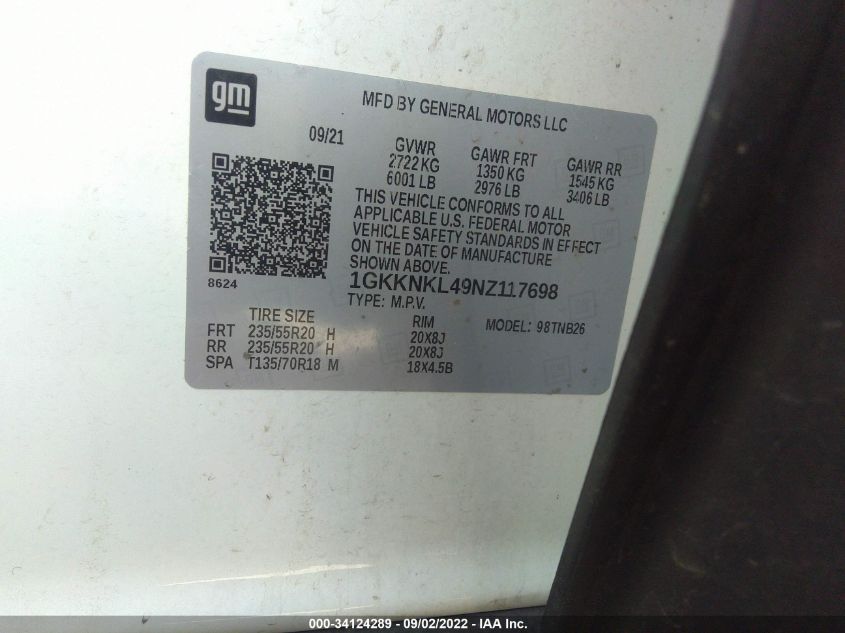 gm
MFD BY GENERAL MOTORS LLC
09/21
GVWR GAWR FRT GAWR RR
2722 KG 1350 KG 1545 KG
6001 LB 2976 LB 3406 LB
THIS VEHICLE CONFORMS TO ALL
APPLICABLE U.S. FEDERAL MOTOR
VEHICLE SAFETY STANDARDS IN EFFECT
ON THE DATE OF MANUFACTURE
SHOWN ABOVE.
8624
1GKKNKL49NZ117698
TYPE: M.P.V.
TIRE SIZE RIM MODEL: 98TNB26
FRT 235/55R20 H 20X8J
RR 235/55R20 H 20X8J
SPA T135/70R18 M 18X4.5B
000-34124289 - 09/02/2022 - IAA Inc.